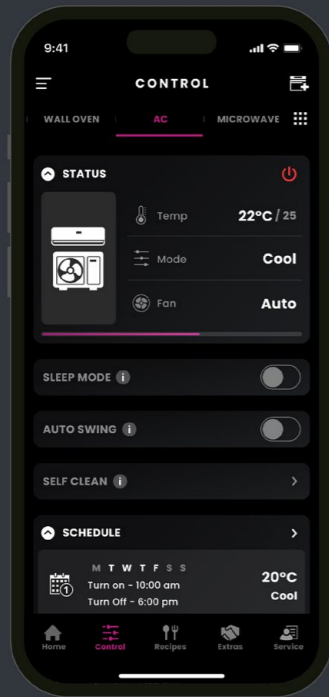 9:41
CONTROL
WALL OVEN AC MICROWAVE
STATUS
Temp 22°C / 25
Mode Cool
Fan Auto
SLEEP MODE i
AUTO SWING i
SELF CLEAN i
SCHEDULE
M T W T F S S
1
Turn on - 10:00 am
20°C
Turn Off - 6:00 pm
Cool
Home Control Recipes Extras Service